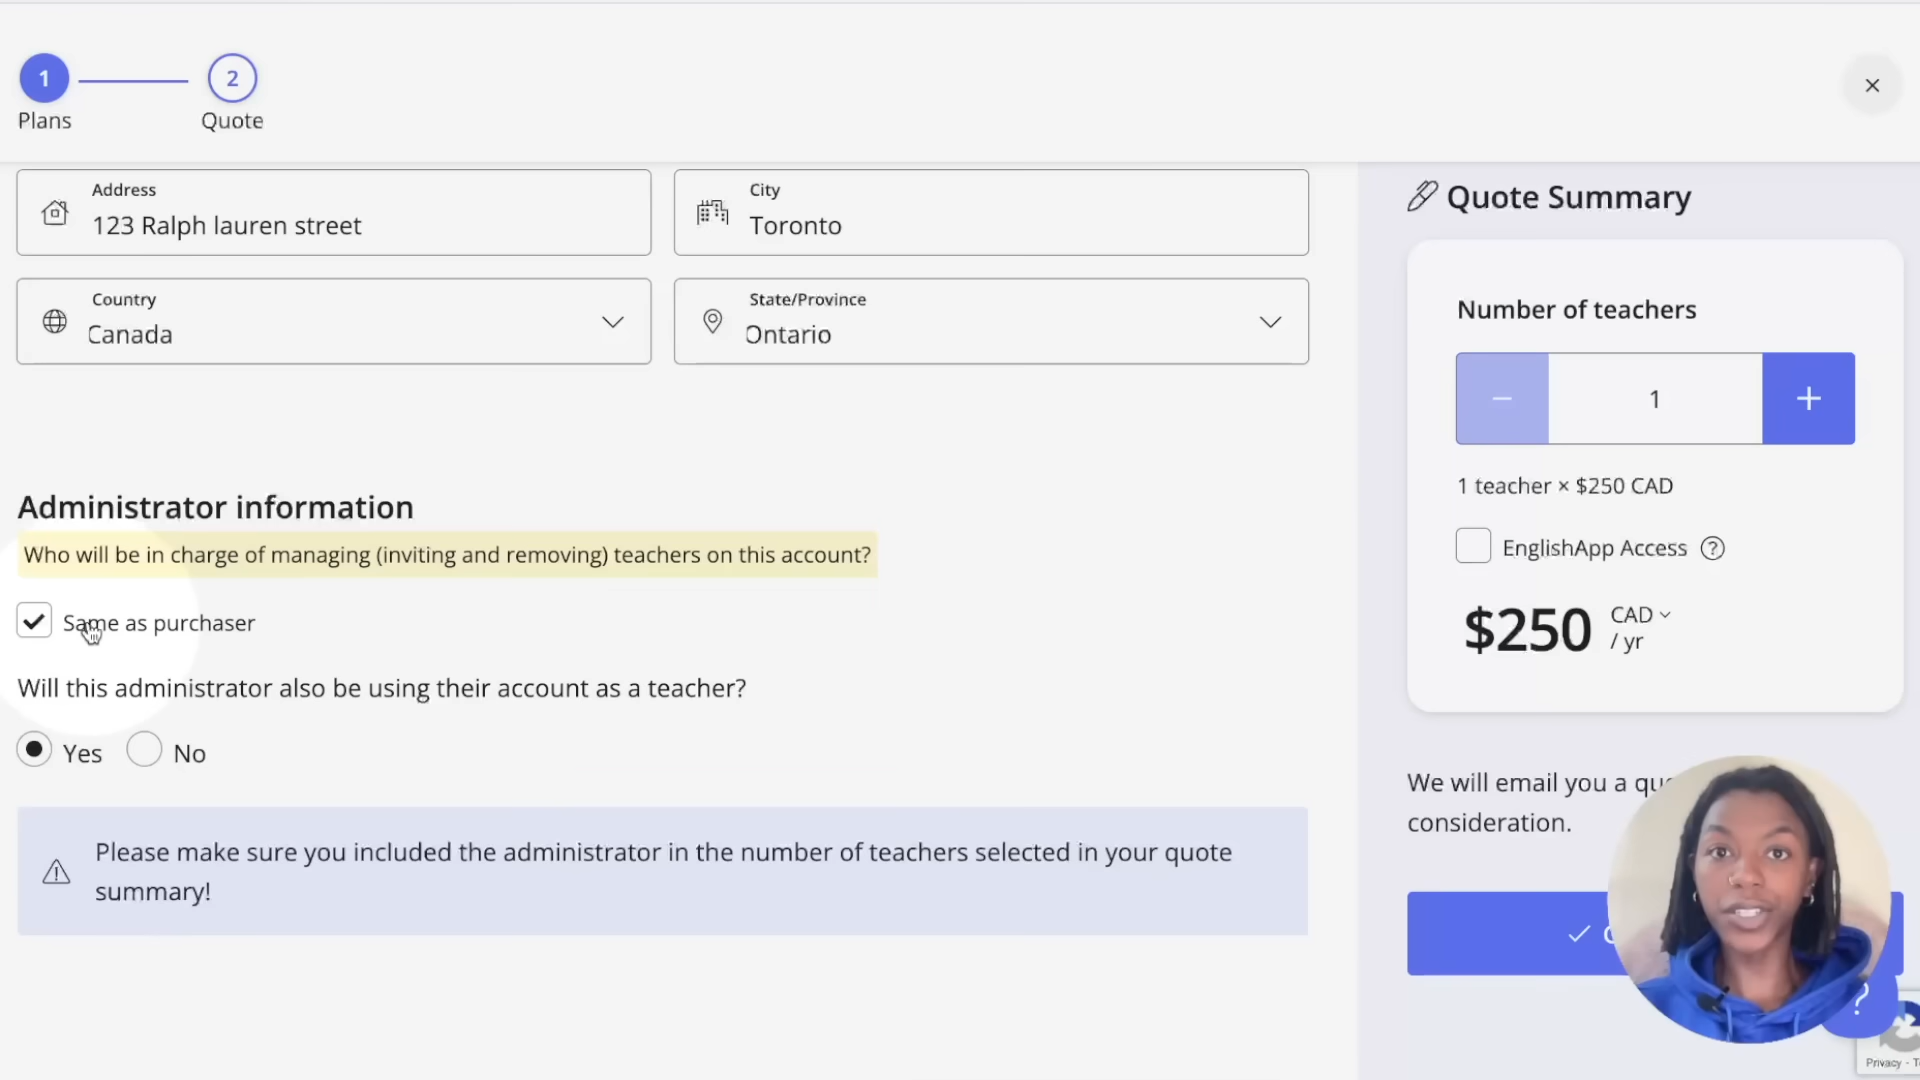 1
2
Plans
Quote
Address
123 Ralph lauren street
City
Toronto
Country
Canada
State/Province
Ontario
Administrator information
Who will be in charge of managing (inviting and removing) teachers on this account?
Same as purchaser
Will this administrator also be using their account as a teacher?
Yes
No
Please make sure you included the administrator in the number of teachers selected in your quote
summary!
Quote Summary
Number of teachers
1
1 teacher × $250 CAD
EnglishApp Access
$250 CAD
/ yr
We will email you a
consideration.
Privacy -